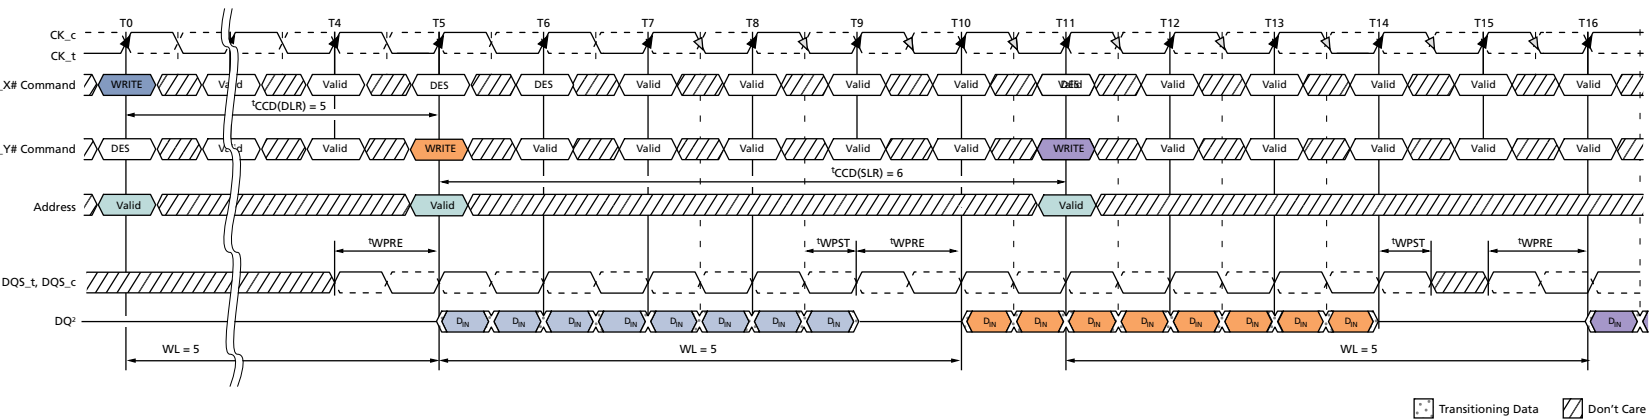 T0 T4 T5 T6 T7 T8 T9 T10 T11 T12 T13 T14 T15 T16
CK_c
CK_t
_X# Command WRITE Valid Valid DES DES Valid Valid Valid Valid Valid DES Valid Valid Valid Valid Valid
tCCD(DLR) = 5
_Y# Command DES Valid Valid WRITE Valid Valid Valid Valid Valid WRITE Valid Valid Valid Valid Valid
tCCD(SLR) = 6
Address Valid Valid Valid
tWPRE tWPST tWPRE tWPST tWPRE
DQS_t, DQS_c
DQ2 DIN DIN DIN DIN DIN DIN DIN DIN DIN DIN DIN DIN DIN DIN DIN DIN DIN
WL = 5 WL = 5 WL = 5
Transitioning Data Don't Care